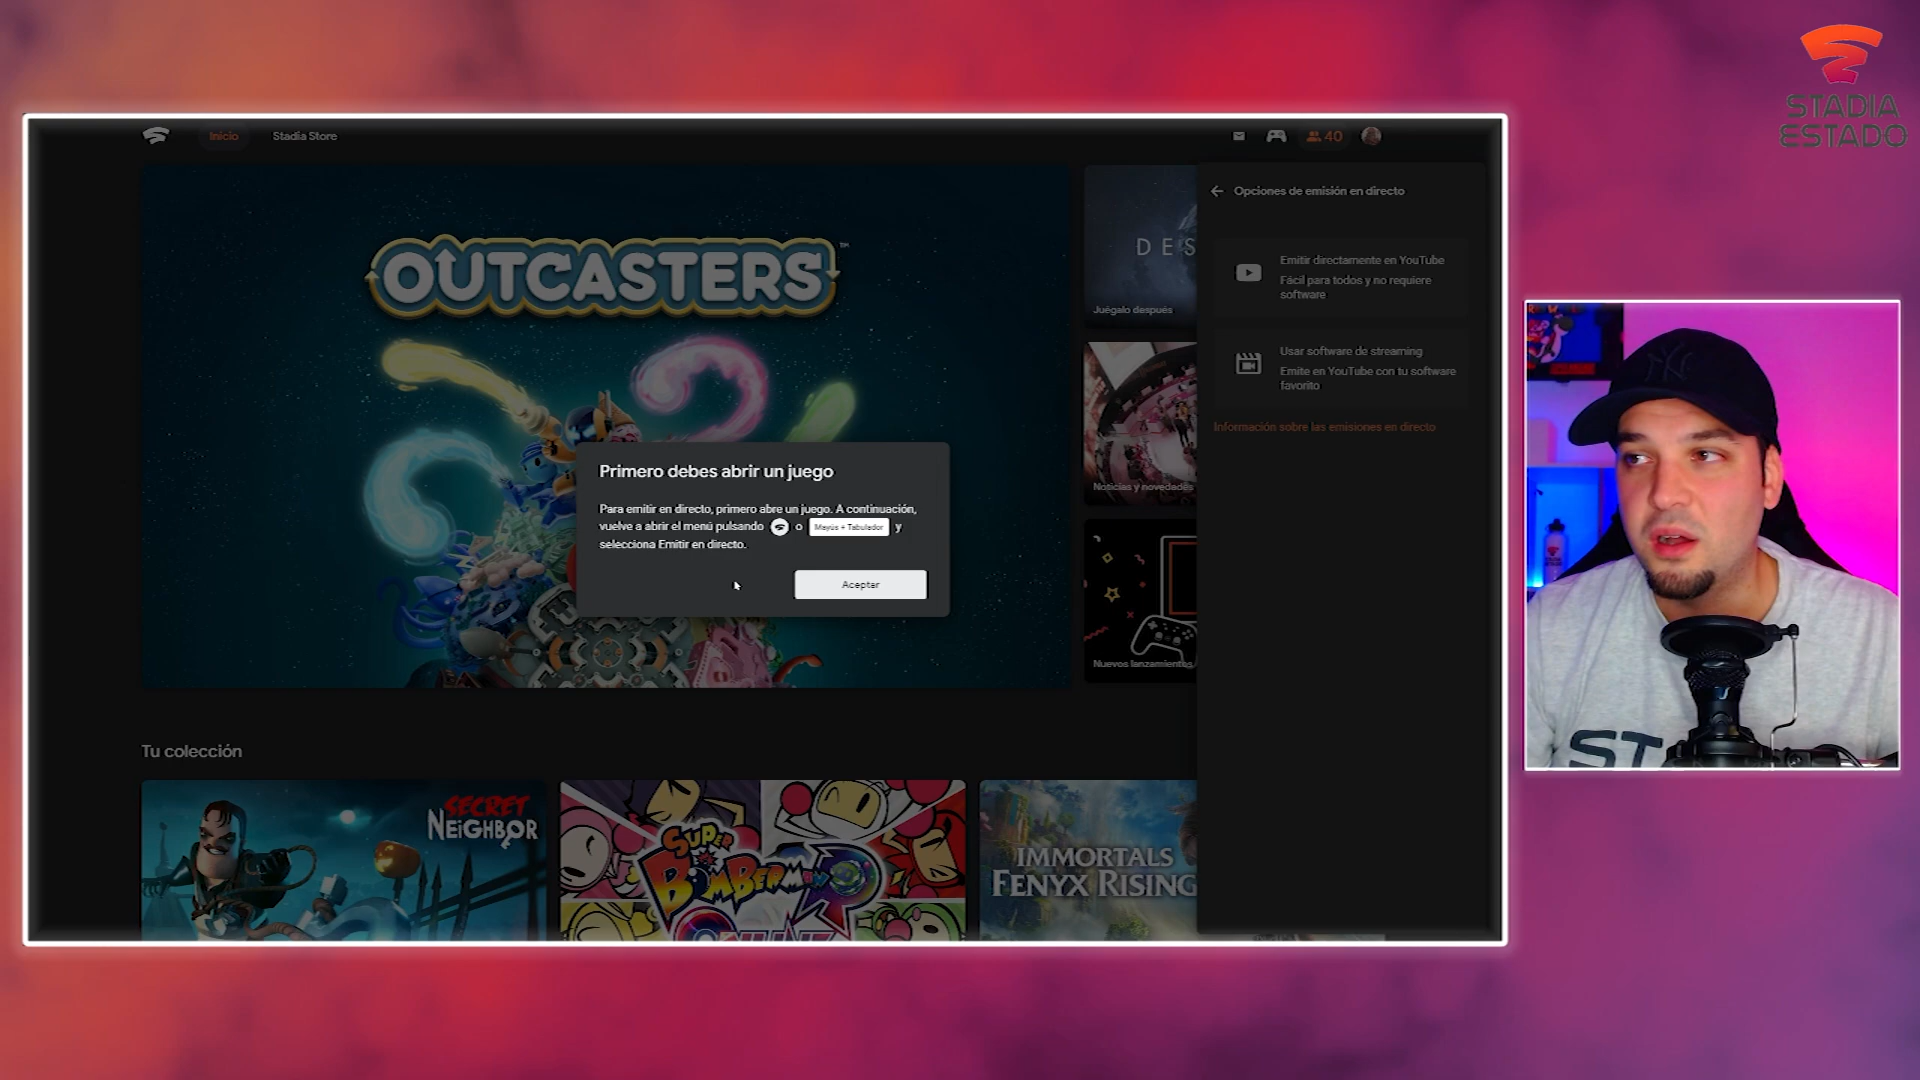 STADIA
ESTADO
Inicio
Stadia Store
40
OUTCASTERS™
DES
Juégalo después
Noticias y novedades
Nuevos lanzamientos
Opciones de emisión en directo
Emitir directamente en YouTube
Fácil para todos y no requiere
software
Usar software de streaming
Emite en YouTube con tu software
favorito
Información sobre las emisiones en directo
Primero debes abrir un juego
Para emitir en directo, primero abre un juego. A continuación,
vuelve a abrir el menú pulsando o Mayús + Tabulador y
selecciona Emitir en directo.
Aceptar
Tu colección
SECRET
NEIGHBOR
SUPER
BOMBERMAN R
ONLINE
IMMORTALS
FENYX RISING
NY
ST